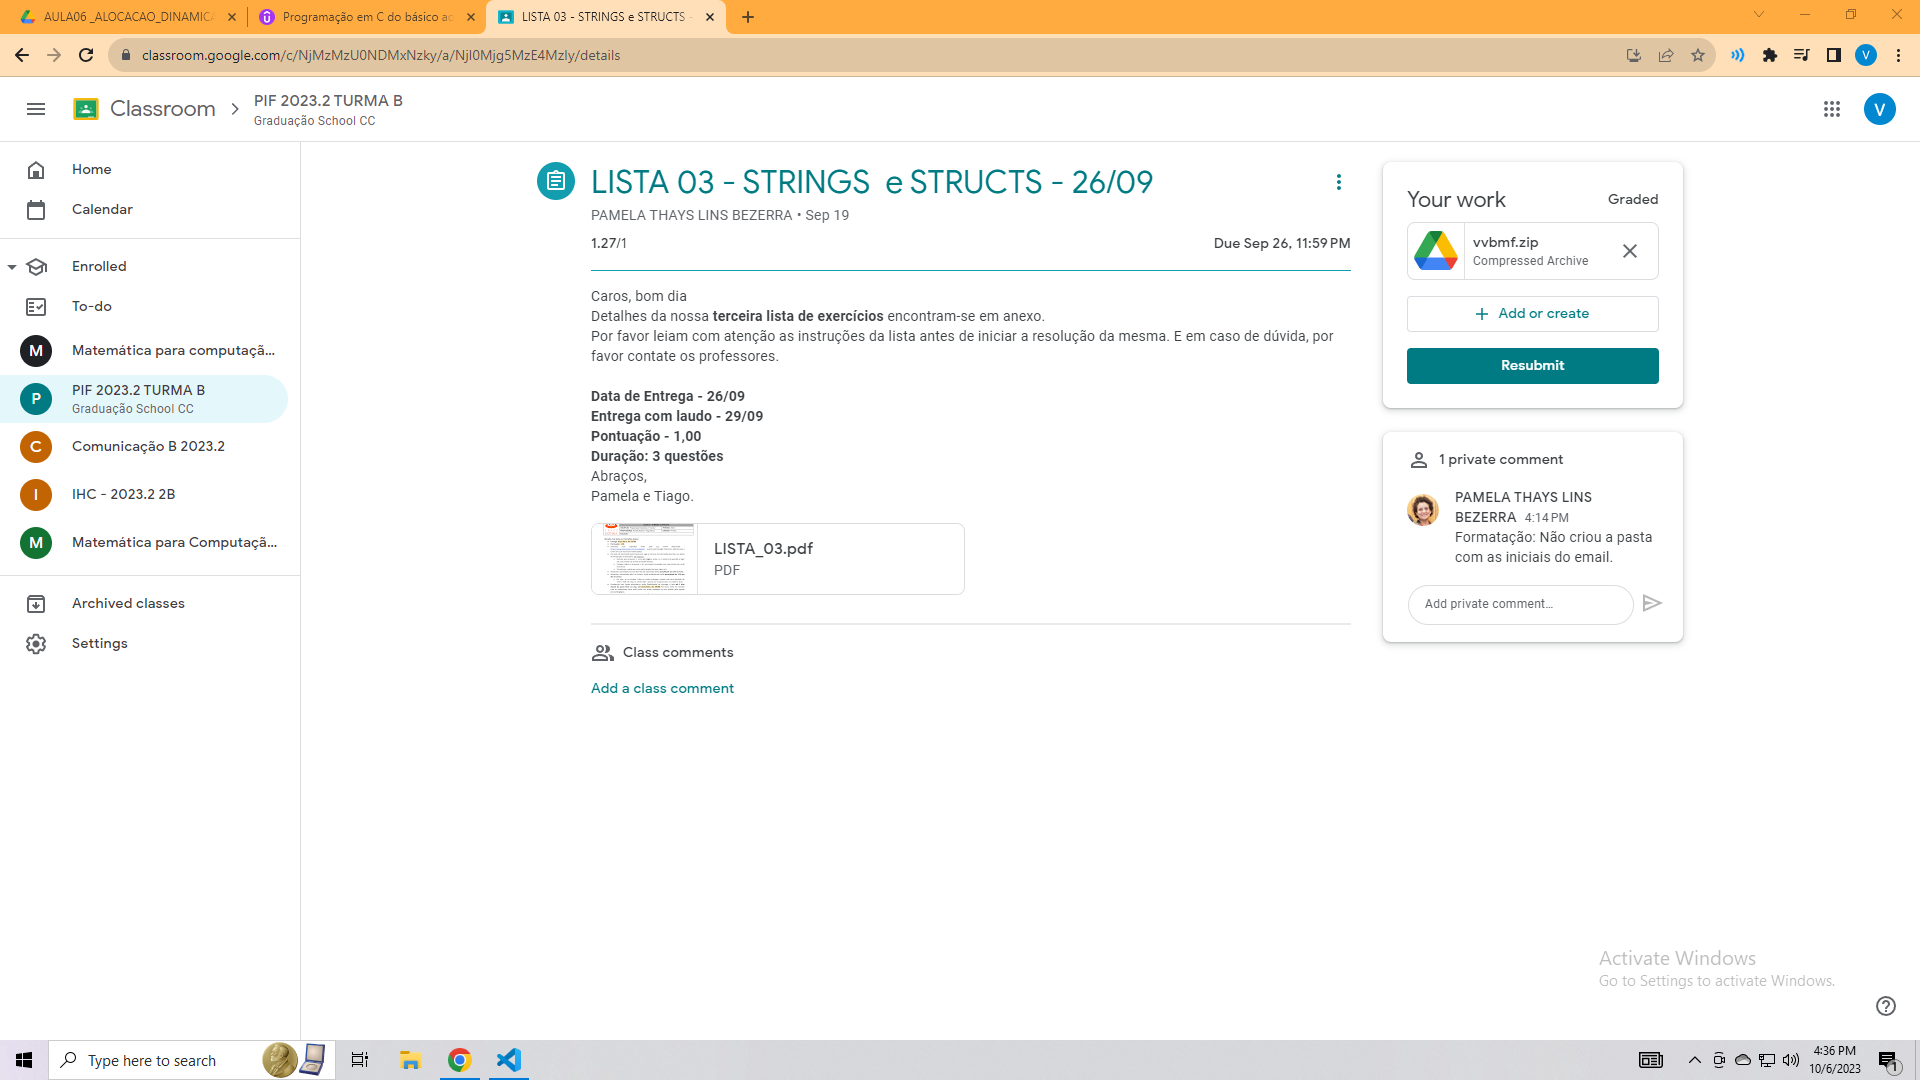 AULA06 _ALOCACAO_DINAMICA
Programação em C do básico ao
LISTA 03 - STRINGS e STRUCTS -
classroom.google.com/c/NjMzMzU0NDMxNzky/a/NjI0Mjg5MzE4MzIy/details
V
Classroom
PIF 2023.2 TURMA B
Graduação School CC
V
Home
Calendar
Enrolled
To-do
M
Matemática para computaçã...
P
PIF 2023.2 TURMA B
Graduação School CC
C
Comunicação B 2023.2
I
IHC - 2023.2 2B
M
Matemática para Computaçã...
Archived classes
Settings
LISTA 03 - STRINGS e STRUCTS - 26/09
PAMELA THAYS LINS BEZERRA • Sep 19
1.27/1
Due Sep 26, 11:59 PM
Caros, bom dia
Detalhes da nossa terceira lista de exercícios encontram-se em anexo.
Por favor leiam com atenção as instruções da lista antes de iniciar a resolução da mesma. E em caso de dúvida, por
favor contate os professores.
Data de Entrega - 26/09
Entrega com laudo - 29/09
Pontuação - 1,00
Duração: 3 questões
Abraços,
Pamela e Tiago.
LISTA_03.pdf
PDF
Class comments
Add a class comment
Your work
Graded
vvbmf.zip
Compressed Archive
Add or create
Resubmit
1 private comment
PAMELA THAYS LINS
BEZERRA 4:14 PM
Formatação: Não criou a pasta
com as iniciais do email.
Add private comment...
Activate Windows
Go to Settings to activate Windows.
Type here to search
4:36 PM
10/6/2023
1